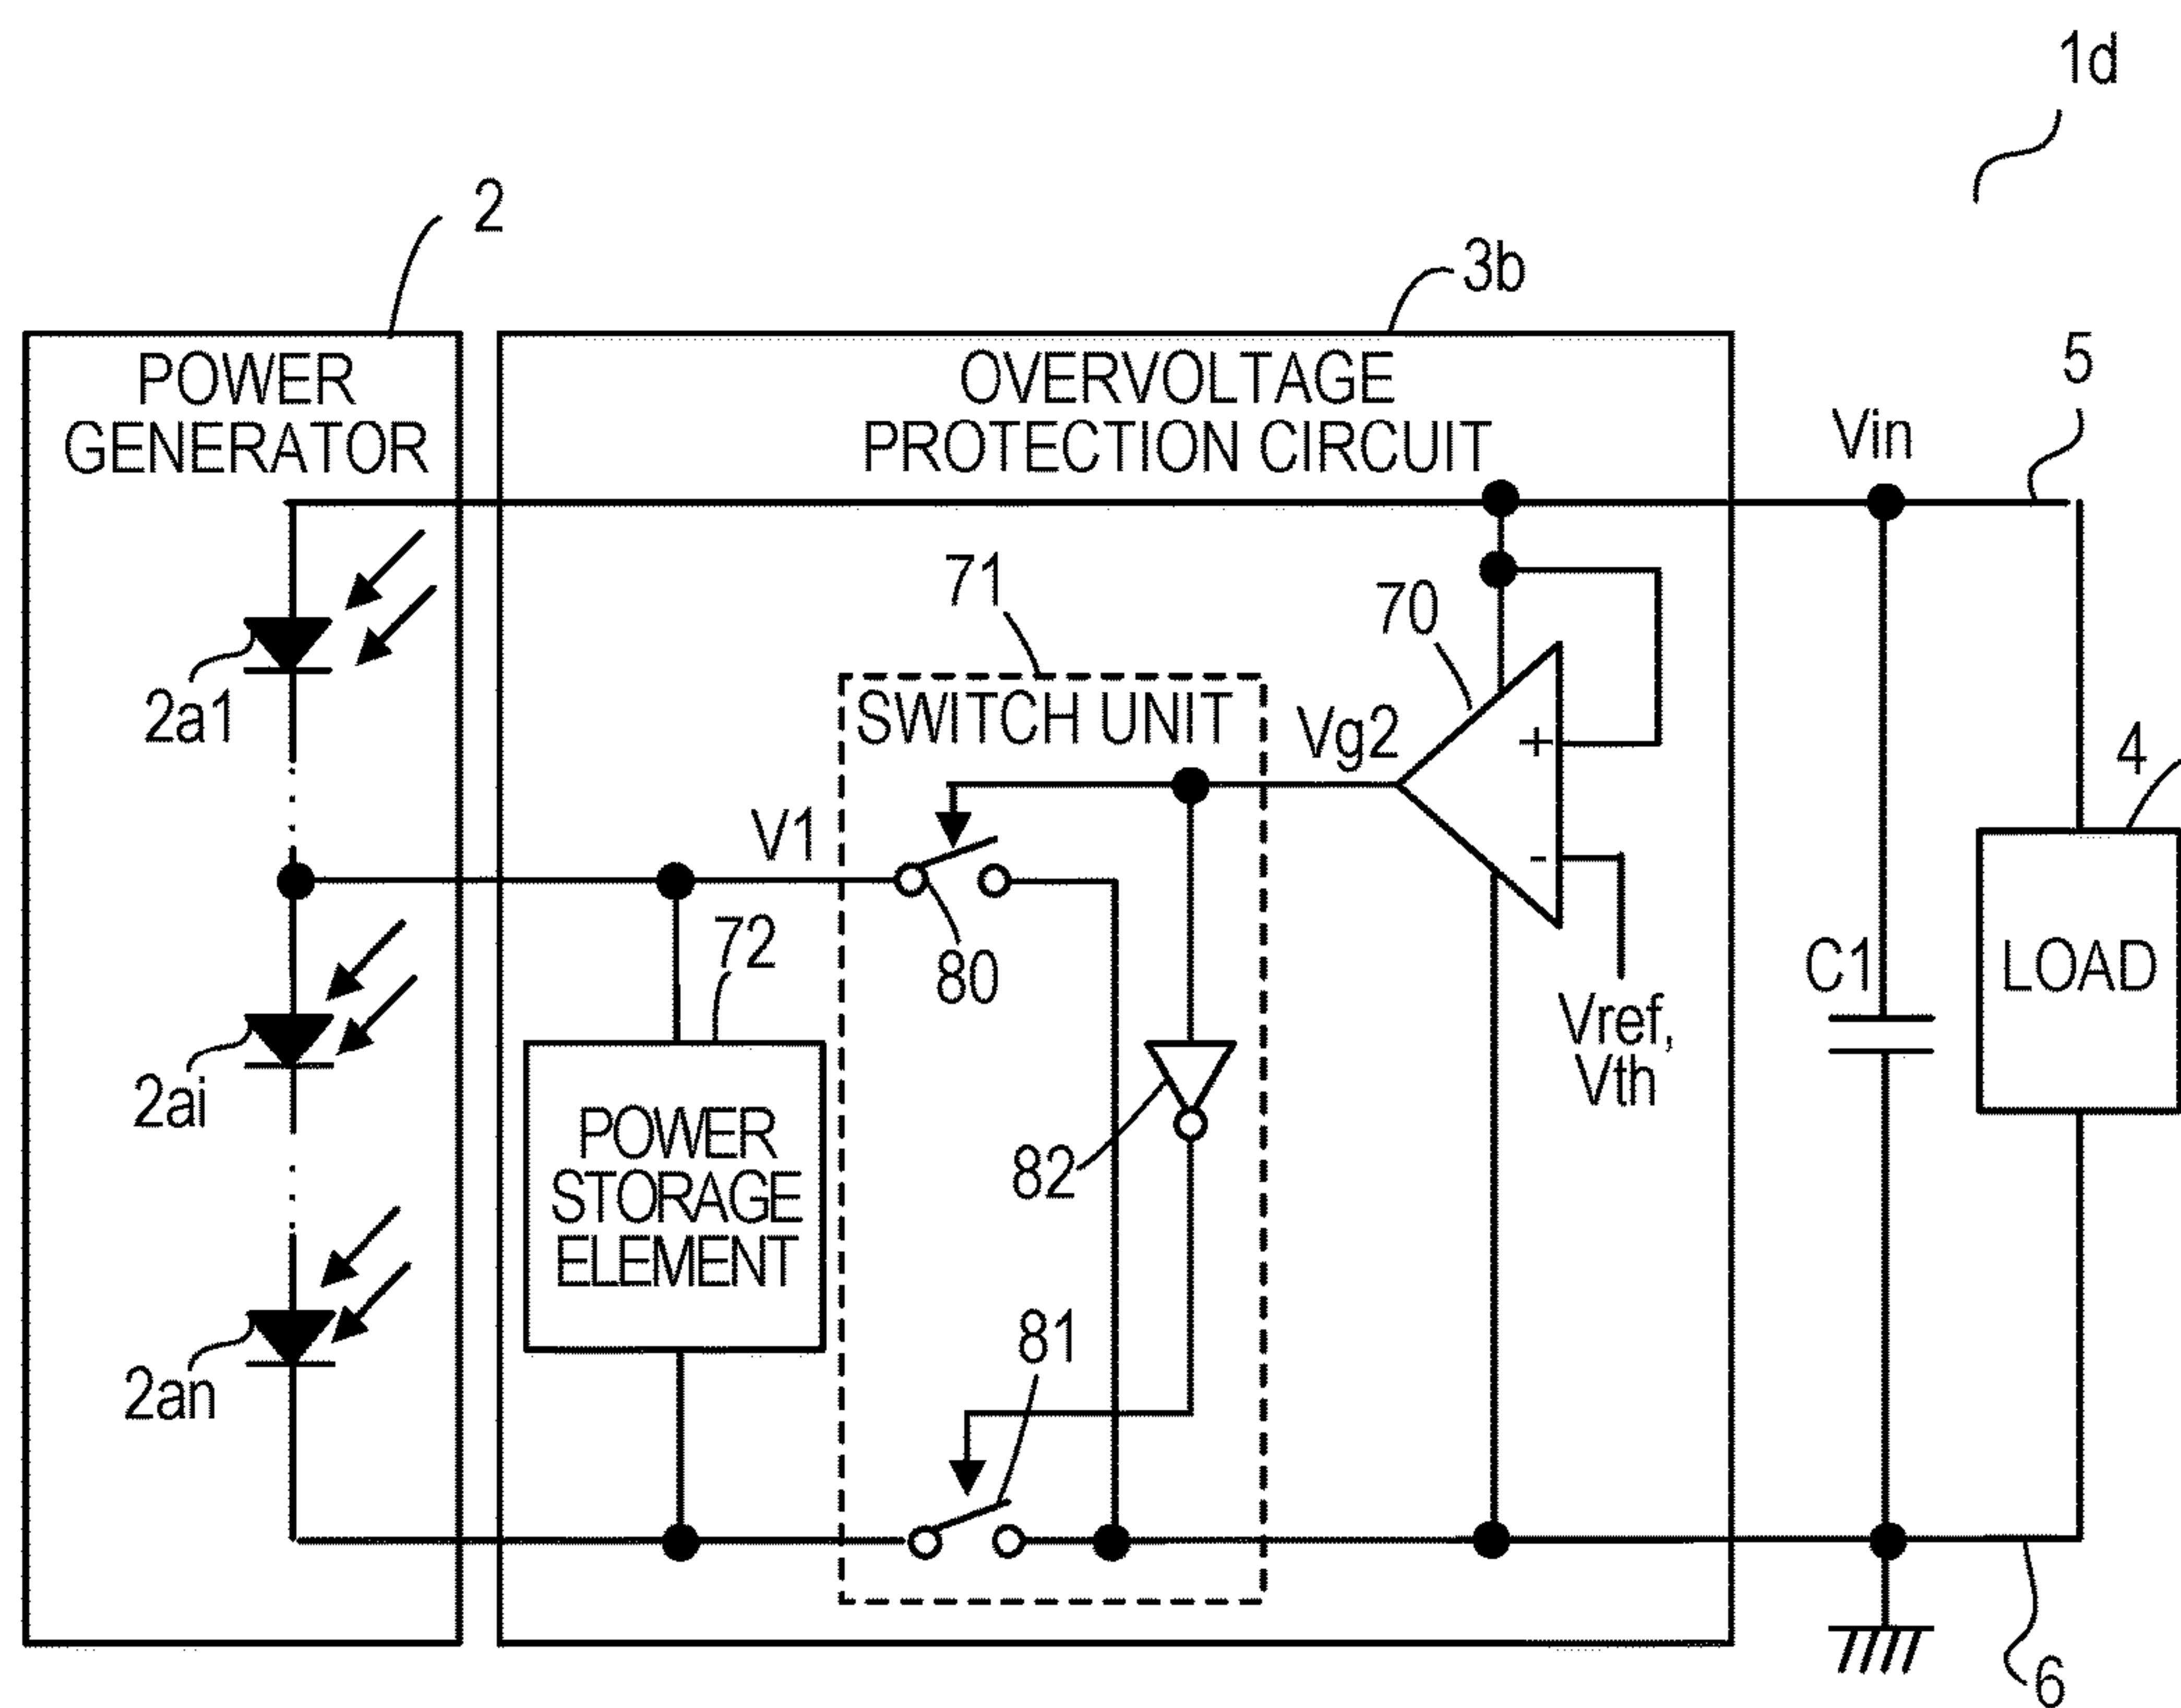 1d
2
3b
POWER
GENERATOR
OVERVOLTAGE
PROTECTION CIRCUIT
5
Vin
71
70
2a1
SWITCH UNIT
Vg2
+
4
V1
-
72
80
C1
LOAD
Vref,
Vth
2ai
POWER
STORAGE
ELEMENT
82
81
2an
6